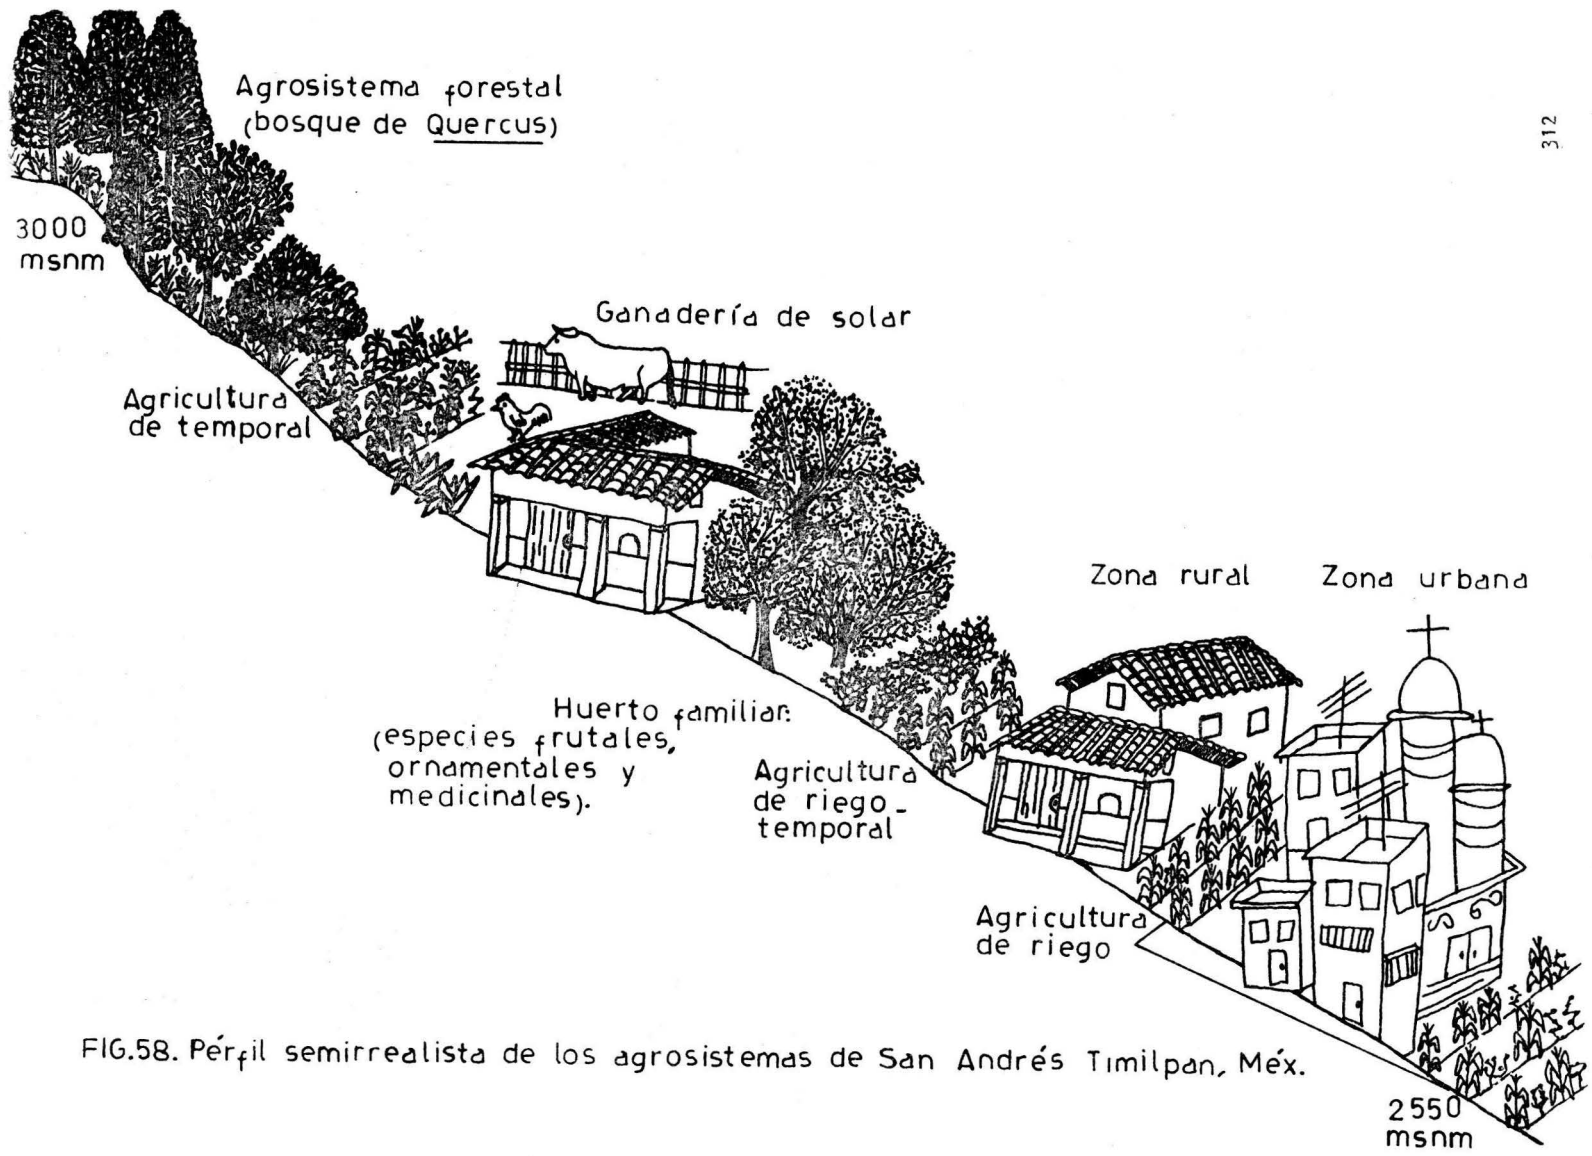 Agrosistema forestal
(bosque de Quercus)
312
3000
msnm
Ganadería de solar
Agricultura
de temporal
Zona rural
Zona urbana
Huerto familiar:
(especies frutales,
ornamentales y
medicinales).
Agricultura
de riego-
temporal
Agricultura
de riego
FIG.58. Pérfil semirrealista de los agrosistemas de San Andrés Timilpan, Méx.
2550
msnm